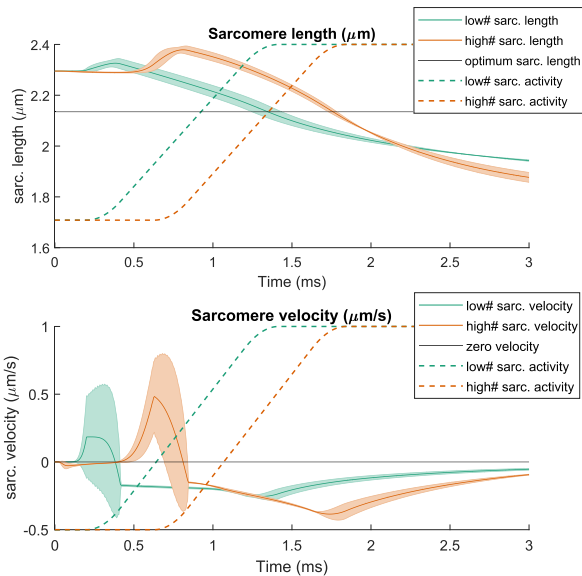 Sarcomere length (μm)
low# sarc. length
high# sarc. length
optimum sarc. length
low# sarc. activity
high# sarc. activity
sarc. length (μm)
2.4
2.2
2
1.8
1.6
0 0.5 1 1.5 2 2.5 3
Time (ms)
Sarcomere velocity (μm/s)
low# sarc. velocity
high# sarc. velocity
zero velocity
low# sarc. activity
high# sarc. activity
sarc. velocity (μm/s)
1
0.5
0
-0.5
0 0.5 1 1.5 2 2.5 3
Time (ms)